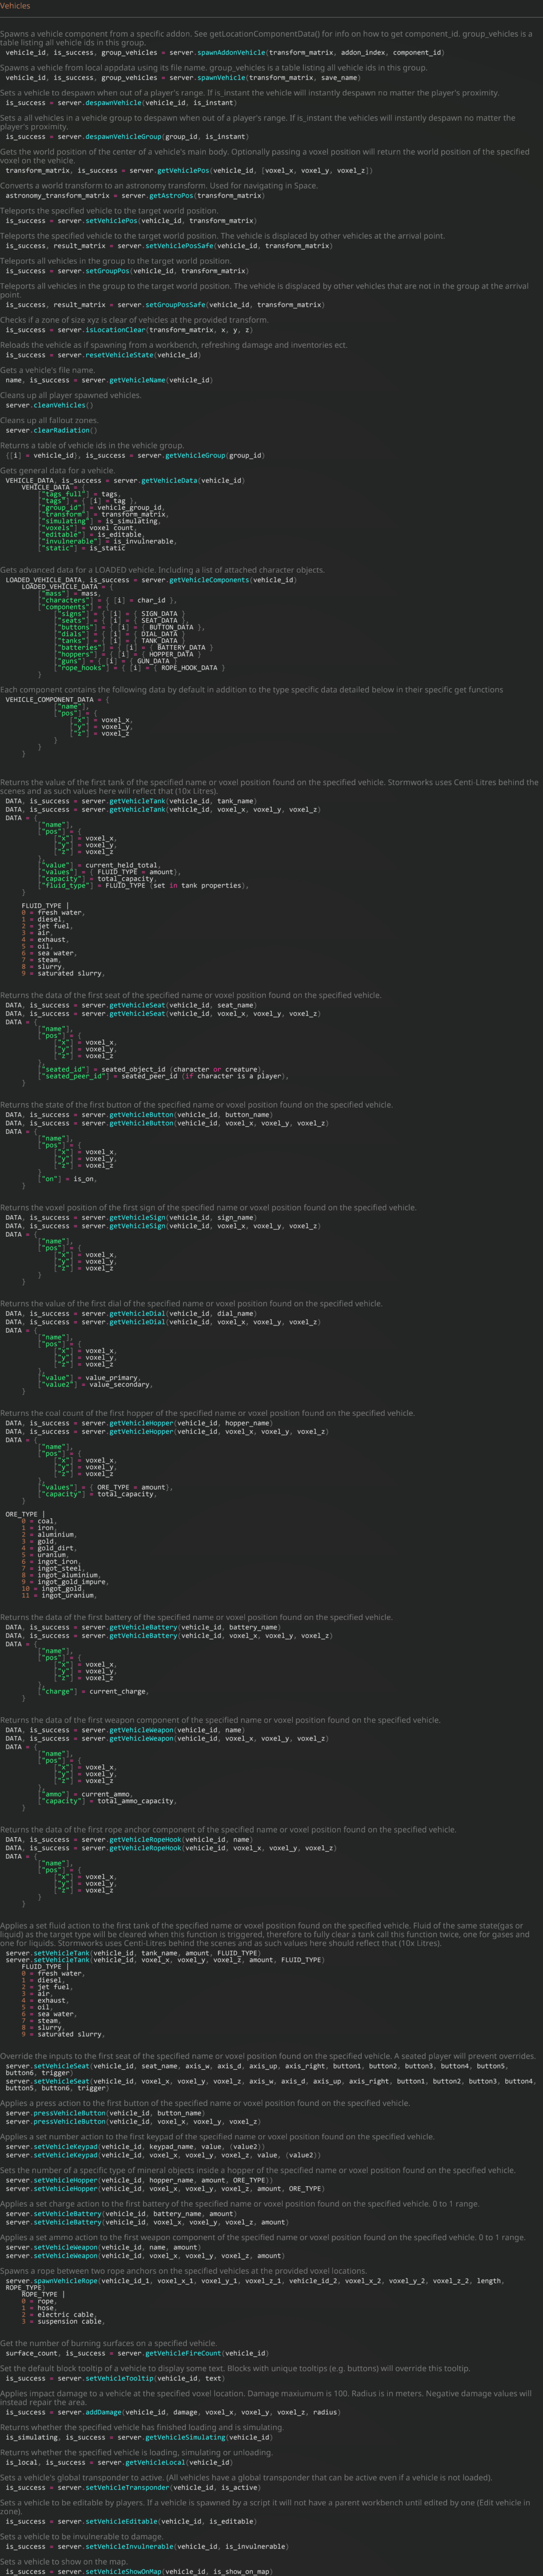 Vehicles
Spawns a vehicle component from a specific addon. See getLocationComponentData() for info on how to get component_id. group_vehicles is a
table listing all vehicle ids in this group.
vehicle_id, is_success, group_vehicles = server.spawnAddonVehicle(transform_matrix, addon_index, component_id)
Spawns a vehicle from local appdata using its file name. group_vehicles is a table listing all vehicle ids in this group.
vehicle_id, is_success, group_vehicles = server.spawnVehicle(transform_matrix, save_name)
Sets a vehicle to despawn when out of a player's range. If is_instant the vehicle will instantly despawn no matter the player's proximity.
is_success = server.despawnVehicle(vehicle_id, is_instant)
Sets a all vehicles in a vehicle group to despawn when out of a player's range. If is_instant the vehicles will instantly despawn no matter the
player's proximity.
is_success = server.despawnVehicleGroup(group_id, is_instant)
Gets the world position of the center of a vehicle's main body. Optionally passing a voxel position will return the world position of the specified
voxel on the vehicle.
transform_matrix, is_success = server.getVehiclePos(vehicle_id, [voxel_x, voxel_y, voxel_z])
Converts a world transform to an astronomy transform. Used for navigating in Space.
astronomy_transform_matrix = server.getAstroPos(transform_matrix)
Teleports the specified vehicle to the target world position.
is_success = server.setVehiclePos(vehicle_id, transform_matrix)
Teleports the specified vehicle to the target world position. The vehicle is displaced by other vehicles at the arrival point.
is_success, result_matrix = server.setVehiclePosSafe(vehicle_id, transform_matrix)
Teleports all vehicles in the group to the target world position.
is_success = server.setGroupPos(vehicle_id, transform_matrix)
Teleports all vehicles in the group to the target world position. The vehicle is displaced by other vehicles that are not in the group at the arrival
point.
is_success, result_matrix = server.setGroupPosSafe(vehicle_id, transform_matrix)
Checks if a zone of size xyz is clear of vehicles at the provided transform.
is_success = server.isLocationClear(transform_matrix, x, y, z)
Reloads the vehicle as if spawning from a workbench, refreshing damage and inventories ect.
is_success = server.resetVehicleState(vehicle_id)
Gets a vehicle's file name.
name, is_success = server.getVehicleName(vehicle_id)
Cleans up all player spawned vehicles.
server.cleanVehicles()
Cleans up all fallout zones.
server.clearRadiation()
Returns a table of vehicle ids in the vehicle group.
{[i] = vehicle_id}, is_success = server.getVehicleGroup(group_id)
Gets general data for a vehicle.
VEHICLE_DATA, is_success = server.getVehicleData(vehicle_id)
VEHICLE_DATA = {
["tags_full"] = tags,
["tags"] = { [i] = tag },
["group_id"] = vehicle_group_id,
["transform"] = transform_matrix,
["simulating"] = is_simulating,
["voxels"] = voxel count,
["editable"] = is_editable,
["invulnerable"] = is_invulnerable,
["static"] = is_static
Gets advanced data for a LOADED vehicle. Including a list of attached character objects.
LOADED_VEHICLE_DATA, is_success = server.getVehicleComponents(vehicle_id)
LOADED_VEHICLE_DATA = {
["mass"] = mass,
["characters"] = { [i] = char_id },
["components"] = {
["signs"] = { [i] = { SIGN_DATA }
["seats"] = { [i] = { SEAT_DATA },
["buttons"] = { [i] = { BUTTON_DATA },
["dials"] = { [i] = { DIAL_DATA }
["tanks"] = { [i] = { TANK_DATA }
["batteries"] = { [i] = { BATTERY_DATA }
["hoppers"] = { [i] = { HOPPER_DATA }
["guns"] = { [i] = { GUN_DATA }
["rope_hooks"] = { [i] = { ROPE_HOOK_DATA }
}
Each component contains the following data by default in addition to the type specific data detailed below in their specific get functions
VEHICLE_COMPONENT_DATA = {
["name"],
["pos"] = {
["x"] = voxel_x,
["y"] = voxel_y,
["z"] = voxel_z
}
}
}
Returns the value of the first tank of the specified name or voxel position found on the specified vehicle. Stormworks uses Centi-Litres behind the
scenes and as such values here will reflect that (10x Litres).
DATA, is_success = server.getVehicleTank(vehicle_id, tank_name)
DATA, is_success = server.getVehicleTank(vehicle_id, voxel_x, voxel_y, voxel_z)
DATA = {
["name"],
["pos"] = {
["x"] = voxel_x,
["y"] = voxel_y,
["z"] = voxel_z
},
["value"] = current_held_total,
["values"] = { FLUID_TYPE = amount},
["capacity"] = total_capacity,
["fluid_type"] = FLUID_TYPE (set in tank properties),
}
FLUID_TYPE |
0 = fresh water,
1 = diesel,
2 = jet fuel,
3 = air,
4 = exhaust,
5 = oil,
6 = sea water,
7 = steam,
8 = slurry,
9 = saturated slurry,
Returns the data of the first seat of the specified name or voxel position found on the specified vehicle.
DATA, is_success = server.getVehicleSeat(vehicle_id, seat_name)
DATA, is_success = server.getVehicleSeat(vehicle_id, voxel_x, voxel_y, voxel_z)
DATA = {
["name"],
["pos"] = {
["x"] = voxel_x,
["y"] = voxel_y,
["z"] = voxel_z
},
["seated_id"] = seated_object_id (character or creature),
["seated_peer_id"] = seated_peer_id (if character is a player),
}
Returns the state of the first button of the specified name or voxel position found on the specified vehicle.
DATA, is_success = server.getVehicleButton(vehicle_id, button_name)
DATA, is_success = server.getVehicleButton(vehicle_id, voxel_x, voxel_y, voxel_z)
DATA = {
["name"],
["pos"] = {
["x"] = voxel_x,
["y"] = voxel_y,
["z"] = voxel_z
}
["on"] = is_on,
}
Returns the voxel position of the first sign of the specified name or voxel position found on the specified vehicle.
DATA, is_success = server.getVehicleSign(vehicle_id, sign_name)
DATA, is_success = server.getVehicleSign(vehicle_id, voxel_x, voxel_y, voxel_z)
DATA = {
["name"],
["pos"] = {
["x"] = voxel_x,
["y"] = voxel_y,
["z"] = voxel_z
}
}
Returns the value of the first dial of the specified name or voxel position found on the specified vehicle.
DATA, is_success = server.getVehicleDial(vehicle_id, dial_name)
DATA, is_success = server.getVehicleDial(vehicle_id, voxel_x, voxel_y, voxel_z)
DATA = {
["name"],
["pos"] = {
["x"] = voxel_x,
["y"] = voxel_y,
["z"] = voxel_z
},
["value"] = value_primary,
["value2"] = value_secondary,
}
Returns the coal count of the first hopper of the specified name or voxel position found on the specified vehicle.
DATA, is_success = server.getVehicleHopper(vehicle_id, hopper_name)
DATA, is_success = server.getVehicleHopper(vehicle_id, voxel_x, voxel_y, voxel_z)
DATA = {
["name"],
["pos"] = {
["x"] = voxel_x,
["y"] = voxel_y,
["z"] = voxel_z
},
["values"] = { ORE_TYPE = amount},
["capacity"] = total_capacity,
}
ORE_TYPE |
0 = coal,
1 = iron,
2 = aluminium,
3 = gold,
4 = gold_dirt,
5 = uranium,
6 = ingot_iron,
7 = ingot_steel,
8 = ingot_aluminium,
9 = ingot_gold_impure,
10 = ingot_gold,
11 = ingot_uranium,
Returns the data of the first battery of the specified name or voxel position found on the specified vehicle.
DATA, is_success = server.getVehicleBattery(vehicle_id, battery_name)
DATA, is_success = server.getVehicleBattery(vehicle_id, voxel_x, voxel_y, voxel_z)
DATA = {
["name"],
["pos"] = {
["x"] = voxel_x,
["y"] = voxel_y,
["z"] = voxel_z
},
["charge"] = current_charge,
}
Returns the data of the first weapon component of the specified name or voxel position found on the specified vehicle.
DATA, is_success = server.getVehicleWeapon(vehicle_id, name)
DATA, is_success = server.getVehicleWeapon(vehicle_id, voxel_x, voxel_y, voxel_z)
DATA = {
["name"],
["pos"] = {
["x"] = voxel_x,
["y"] = voxel_y,
["z"] = voxel_z
},
["ammo"] = current_ammo,
["capacity"] = total_ammo_capacity,
}
Returns the data of the first rope anchor component of the specified name or voxel position found on the specified vehicle.
DATA, is_success = server.getVehicleRopeHook(vehicle_id, name)
DATA, is_success = server.getVehicleRopeHook(vehicle_id, voxel_x, voxel_y, voxel_z)
DATA = {
["name"],
["pos"] = {
["x"] = voxel_x,
["y"] = voxel_y,
["z"] = voxel_z
}
}
Applies a set fluid action to the first tank of the specified name or voxel position found on the specified vehicle. Fluid of the same state(gas or
liquid) as the target type will be cleared when this function is triggered, therefore to fully clear a tank call this function twice, one for gases and
one for liquids. Stormworks uses Centi-Litres behind the scenes and as such values here should reflect that (10x Litres).
server.setVehicleTank(vehicle_id, tank_name, amount, FLUID_TYPE)
server.setVehicleTank(vehicle_id, voxel_x, voxel_y, voxel_z, amount, FLUID_TYPE)
FLUID_TYPE |
0 = fresh water,
1 = diesel,
2 = jet fuel,
3 = air,
4 = exhaust,
5 = oil,
6 = sea water,
7 = steam,
8 = slurry,
9 = saturated slurry,
Override the inputs to the first seat of the specified name or voxel position found on the specified vehicle. A seated player will prevent overrides.
server.setVehicleSeat(vehicle_id, seat_name, axis_w, axis_d, axis_up, axis_right, button1, button2, button3, button4, button5,
button6, trigger)
server.setVehicleSeat(vehicle_id, voxel_x, voxel_y, voxel_z, axis_w, axis_d, axis_up, axis_right, button1, button2, button3, button4,
button5, button6, trigger)
Applies a press action to the first button of the specified name or voxel position found on the specified vehicle.
server.pressVehicleButton(vehicle_id, button_name)
server.pressVehicleButton(vehicle_id, voxel_x, voxel_y, voxel_z)
Applies a set number action to the first keypad of the specified name or voxel position found on the specified vehicle.
server.setVehicleKeypad(vehicle_id, keypad_name, value, (value2))
server.setVehicleKeypad(vehicle_id, voxel_x, voxel_y, voxel_z, value, (value2))
Sets the number of a specific type of mineral objects inside a hopper of the specified name or voxel position found on the specified vehicle.
server.setVehicleHopper(vehicle_id, hopper_name, amount, ORE_TYPE))
server.setVehicleHopper(vehicle_id, voxel_x, voxel_y, voxel_z, amount, ORE_TYPE)
Applies a set charge action to the first battery of the specified name or voxel position found on the specified vehicle. 0 to 1 range.
server.setVehicleBattery(vehicle_id, battery_name, amount)
server.setVehicleBattery(vehicle_id, voxel_x, voxel_y, voxel_z, amount)
Applies a set ammo action to the first weapon component of the specified name or voxel position found on the specified vehicle. 0 to 1 range.
server.setVehicleWeapon(vehicle_id, name, amount)
server.setVehicleWeapon(vehicle_id, voxel_x, voxel_y, voxel_z, amount)
Spawns a rope between two rope anchors on the specified vehicles at the provided voxel locations.
server.spawnVehicleRope(vehicle_id_1, voxel_x_1, voxel_y_1, voxel_z_1, vehicle_id_2, voxel_x_2, voxel_y_2, voxel_z_2, length,
ROPE_TYPE)
ROPE_TYPE |
0 = rope,
1 = hose,
2 = electric cable,
3 = suspension cable,
Get the number of burning surfaces on a specified vehicle.
surface_count, is_success = server.getVehicleFireCount(vehicle_id)
Set the default block tooltip of a vehicle to display some text. Blocks with unique tooltips (e.g. buttons) will override this tooltip.
is_success = server.setVehicleTooltip(vehicle_id, text)
Applies impact damage to a vehicle at the specified voxel location. Damage maxiumum is 100. Radius is in meters. Negative damage values will
instead repair the area.
is_success = server.addDamage(vehicle_id, damage, voxel_x, voxel_y, voxel_z, radius)
Returns whether the specified vehicle has finished loading and is simulating.
is_simulating, is_success = server.getVehicleSimulating(vehicle_id)
Returns whether the specified vehicle is loading, simulating or unloading.
is_local, is_success = server.getVehicleLocal(vehicle_id)
Sets a vehicle's global transponder to active. (All vehicles have a global transponder that can be active even if a vehicle is not loaded).
is_success = server.setVehicleTransponder(vehicle_id, is_active)
Sets a vehicle to be editable by players. If a vehicle is spawned by a script it will not have a parent workbench until edited by one (Edit vehicle in
zone).
is_success = server.setVehicleEditable(vehicle_id, is_editable)
Sets a vehicle to be invulnerable to damage.
is_success = server.setVehicleInvulnerable(vehicle_id, is_invulnerable)
Sets a vehicle to show on the map.
is_success = server.setVehicleShowOnMap(vehicle_id, is_show_on_map)